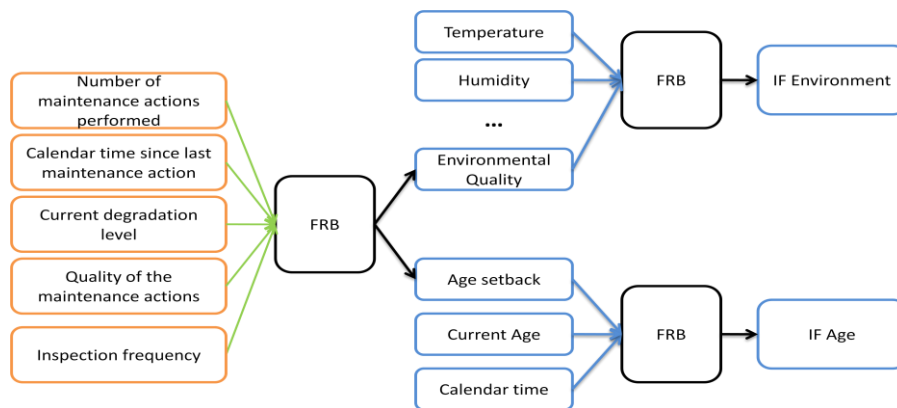 Number of
maintenance actions
performed
Calendar time since last
maintenance action
Current degradation
level
Quality of the
maintenance actions
Inspection frequency
FRB
Temperature
Humidity
...
Environmental
Quality
FRB
IF Environment
Age setback
Current Age
Calendar time
FRB
IF Age